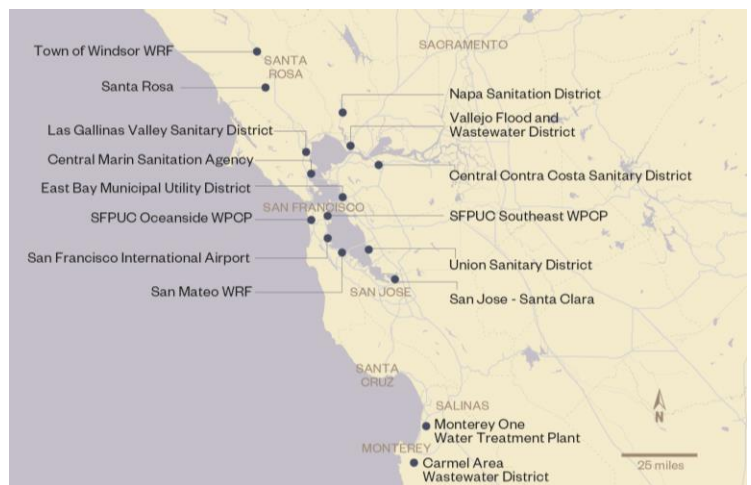 Town of Windsor WRF
SANTA
ROSA
SACRAMENTO
Santa Rosa
Napa Sanitation District
Las Gallinas Valley Sanitary District
Vallejo Flood and
Wastewater District
Central Marin Sanitation Agency
Central Contra Costa Sanitary District
East Bay Municipal Utility District
SAN FRANCISCO
SFPUC Oceanside WPCP
SFPUC Southeast WPCP
San Francisco International Airport
Union Sanitary District
San Mateo WRF
SAN JOSE
San Jose - Santa Clara
SANTA
CRUZ
SALINAS
Monterey One
Water Treatment Plant
MONTEREY
Carmel Area
Wastewater District
N
25 miles